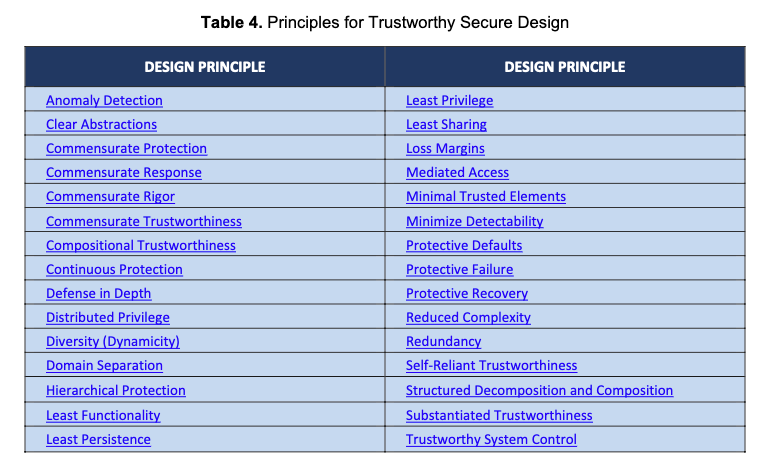 Table 4. Principles for Trustworthy Secure Design
DESIGN PRINCIPLE DESIGN PRINCIPLE
Anomaly Detection Least Privilege
Clear Abstractions Least Sharing
Commensurate Protection Loss Margins
Commensurate Response Mediated Access
Commensurate Rigor Minimal Trusted Elements
Commensurate Trustworthiness Minimize Detectability
Compositional Trustworthiness Protective Defaults
Continuous Protection Protective Failure
Defense in Depth Protective Recovery
Distributed Privilege Reduced Complexity
Diversity (Dynamicity) Redundancy
Domain Separation Self-Reliant Trustworthiness
Hierarchical Protection Structured Decomposition and Composition
Least Functionality Substantiated Trustworthiness
Least Persistence Trustworthy System Control